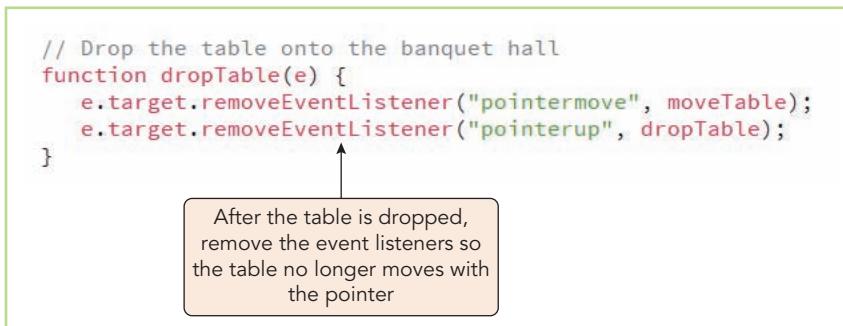 // Drop the table onto the banquet hall
function dropTable(e) {
   e.target.removeEventListener("pointermove", moveTable);
   e.target.removeEventListener("pointerup", dropTable);
}
After the table is dropped,
remove the event listeners so
the table no longer moves with
the pointer